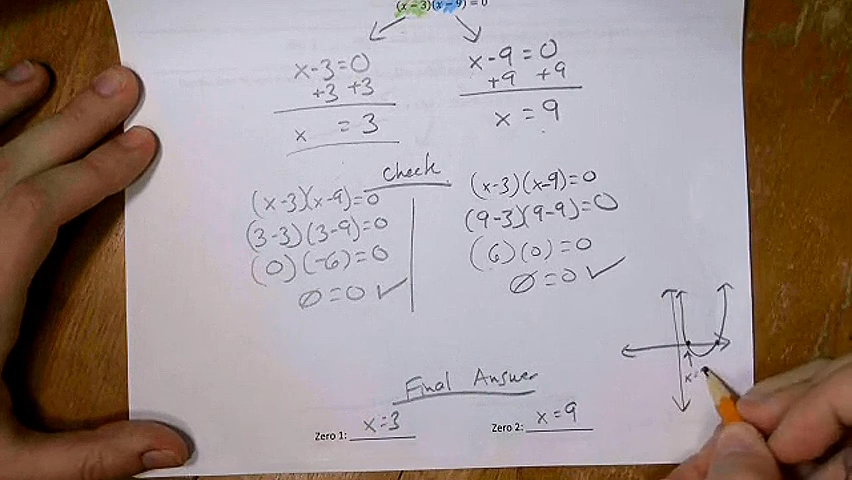 (x − 3)(x − 9) = 0
x-3=0
+3 +3
x = 3
x-9=0
+9 +9
x = 9
Check
(x-3)(x-9)=0
(3-3)(3-9)=0
(0)(-6)=0
0=0 ✓
(x-3)(x-9)=0
(9-3)(9-9)=0
(6)(0)=0
0=0 ✓
x=
Final Answer
Zero 1: x=3
Zero 2: x=9